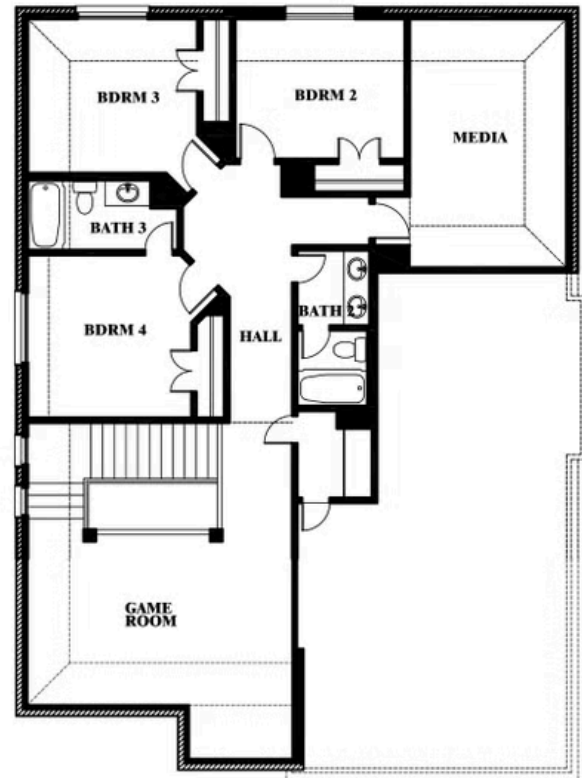 BDRM 3
BDRM 2
MEDIA
BATH 3
BATH 2
BDRM 4
HALL
GAME
ROOM